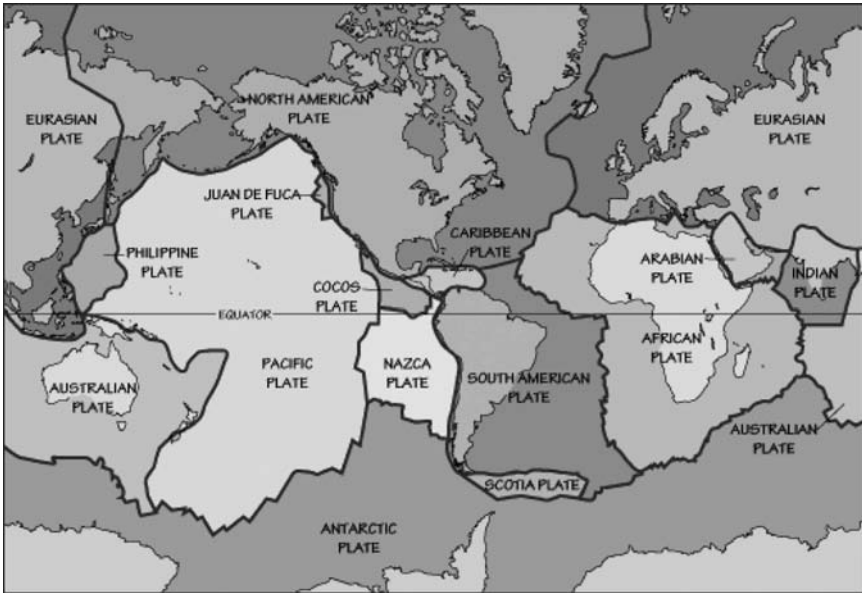 NORTH AMERICAN
PLATE
EURASIAN
PLATE
EURASIAN
PLATE
JUAN DE FUCA
PLATE
CARIBBEAN
PLATE
PHILIPPINE
PLATE
ARABIAN
PLATE
INDIAN
PLATE
COCOS
PLATE
EQUATOR
AFRICAN
PLATE
PACIFIC
PLATE
NAZCA
PLATE
SOUTH AMERICAN
PLATE
AUSTRALIAN
PLATE
AUSTRALIAN
PLATE
SCOTIA PLATE
ANTARCTIC
PLATE